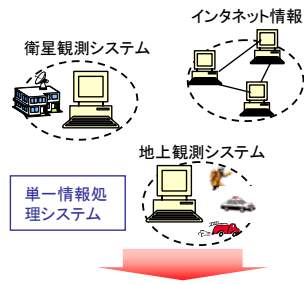 インタネット情報
衛星観測システム
地上観測システム
単一情報処
理システム